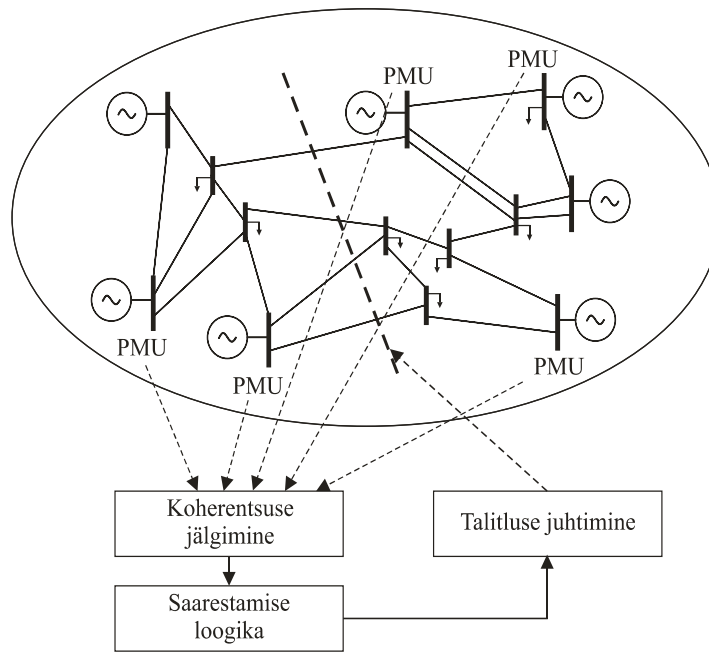 PMU
PMU
PMU
PMU
PMU
Koherentsuse
jälgimine
Talitluse juhtimine
Saarestamise
loogika